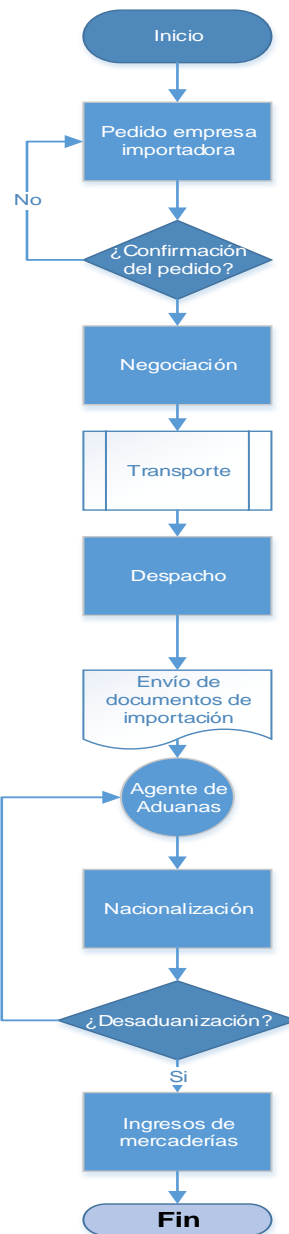 Inicio
Pedido empresa
importadora
No
¿Confirmación
del pedido?
Negociación
Transporte
Despacho
Envío de
documentos de
importación
Agente de
Aduanas
Nacionalización
¿Desaduanización?
Si
Ingresos de
mercaderías
Fin